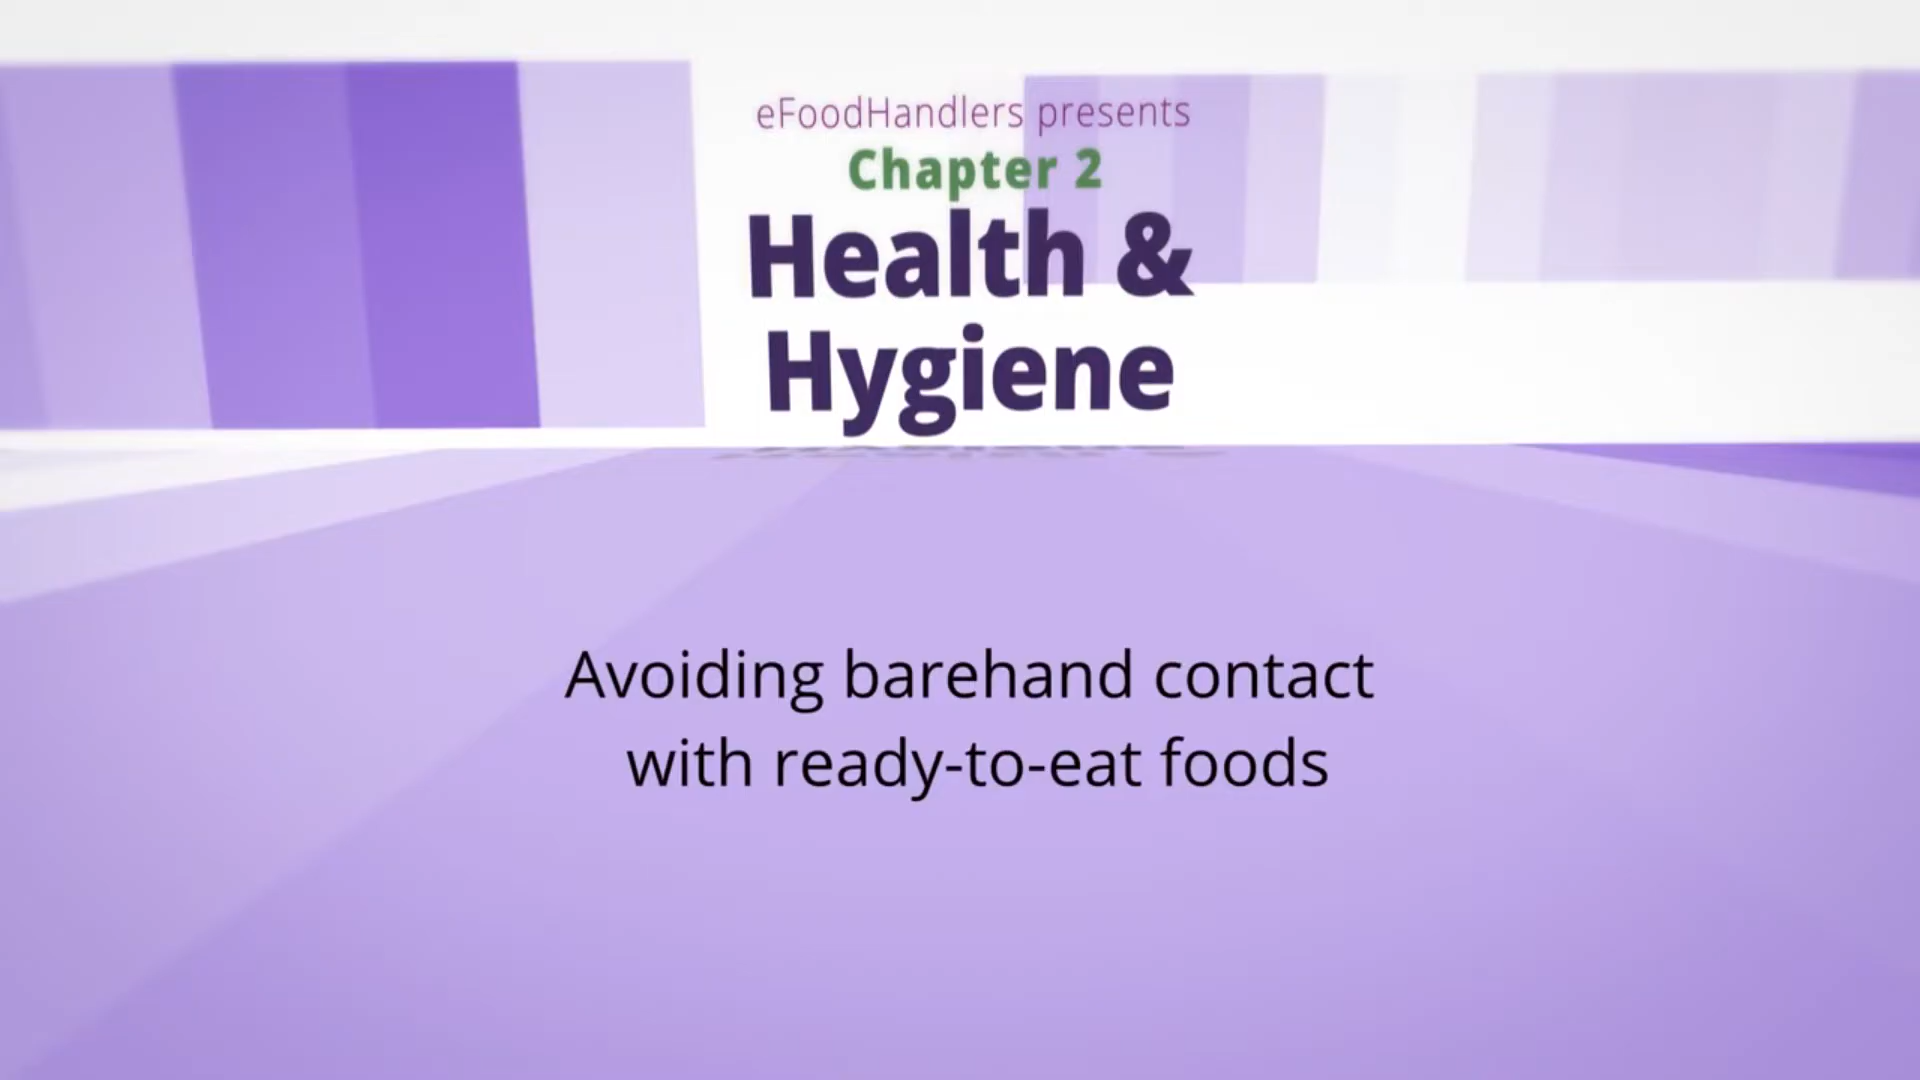 eFoodHandlers presents
Chapter 2
Health &
Hygiene
Avoiding barehand contact
with ready-to-eat foods